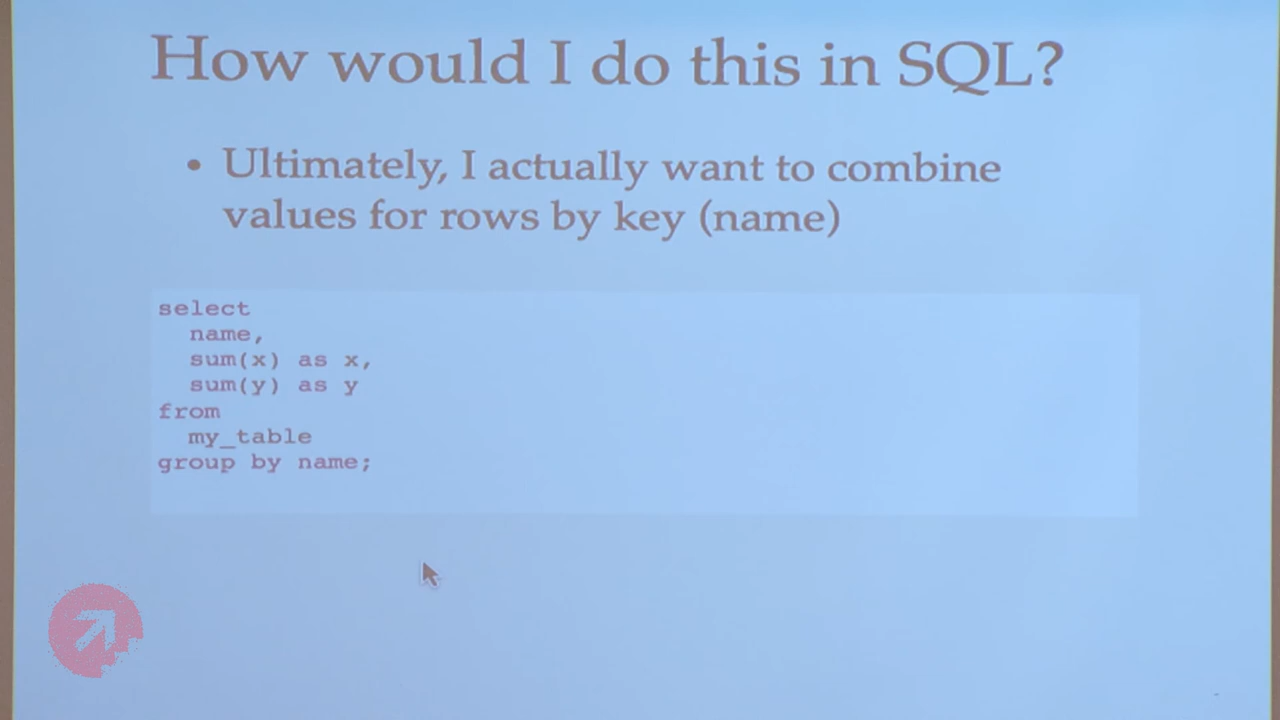 How would I do this in SQL?
• Ultimately, I actually want to combine
values for rows by key (name)
select
name,
sum(x) as x,
sum(y) as y
from
my_table
group by name;